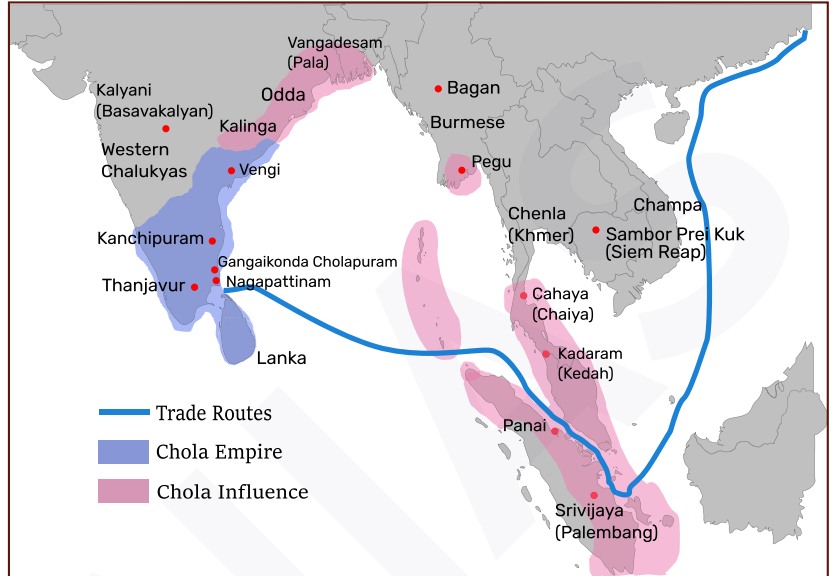 Vangadesam
(Pala)
Kalyani
(Basavakalyan)
Odda
Bagan
Kalinga
Burmese
Western
Chalukyas
Vengi
Pegu
Champa
Chenla
(Khmer)
Sambor Prei Kuk
(Siem Reap)
Kanchipuram
Gangaikonda Cholapuram
Nagapattinam
Thanjavur
Cahaya
(Chaiya)
Lanka
Kadaram
(Kedah)
Trade Routes
Panai
Chola Empire
Chola Influence
Srivijaya
(Palembang)